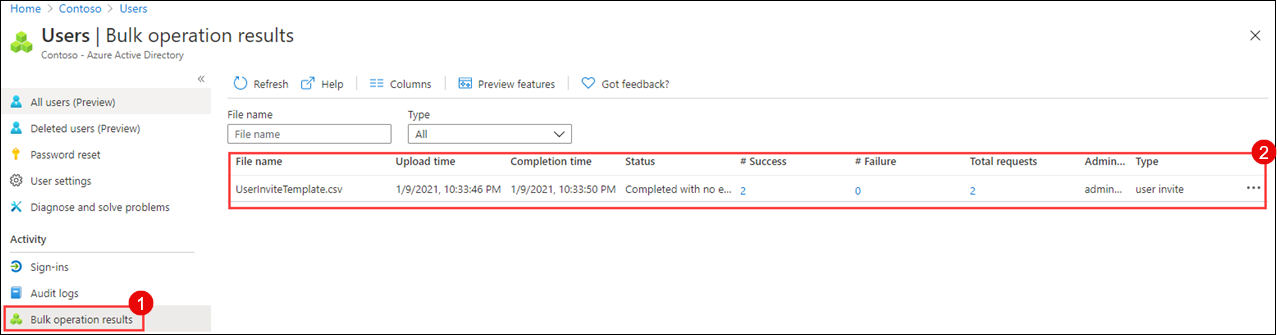 Home > Contoso > Users
Users | Bulk operation results
Contoso - Azure Active Directory
«
Refresh Help Columns Preview features Got feedback?
All users (Preview)
Deleted users (Preview)
Password reset
User settings
Diagnose and solve problems
Activity
Sign-ins
Audit logs
Bulk operation results
1
File name Type
File name All
2
File name Upload time Completion time Status # Success # Failure Total requests Admin... Type
UserInviteTemplate.csv 1/9/2021, 10:33:46 PM 1/9/2021, 10:33:50 PM Completed with no e... 2 0 2 admin... user invite ...